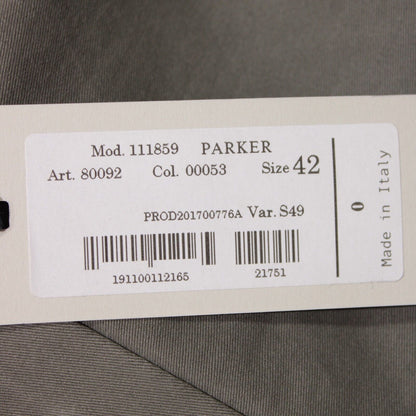 Mod. 111859 PARKER
Art. 80092 Col. 00053 Size 42
PROD201700776A Var. S49
191100112165 21751
0
Made in Italy